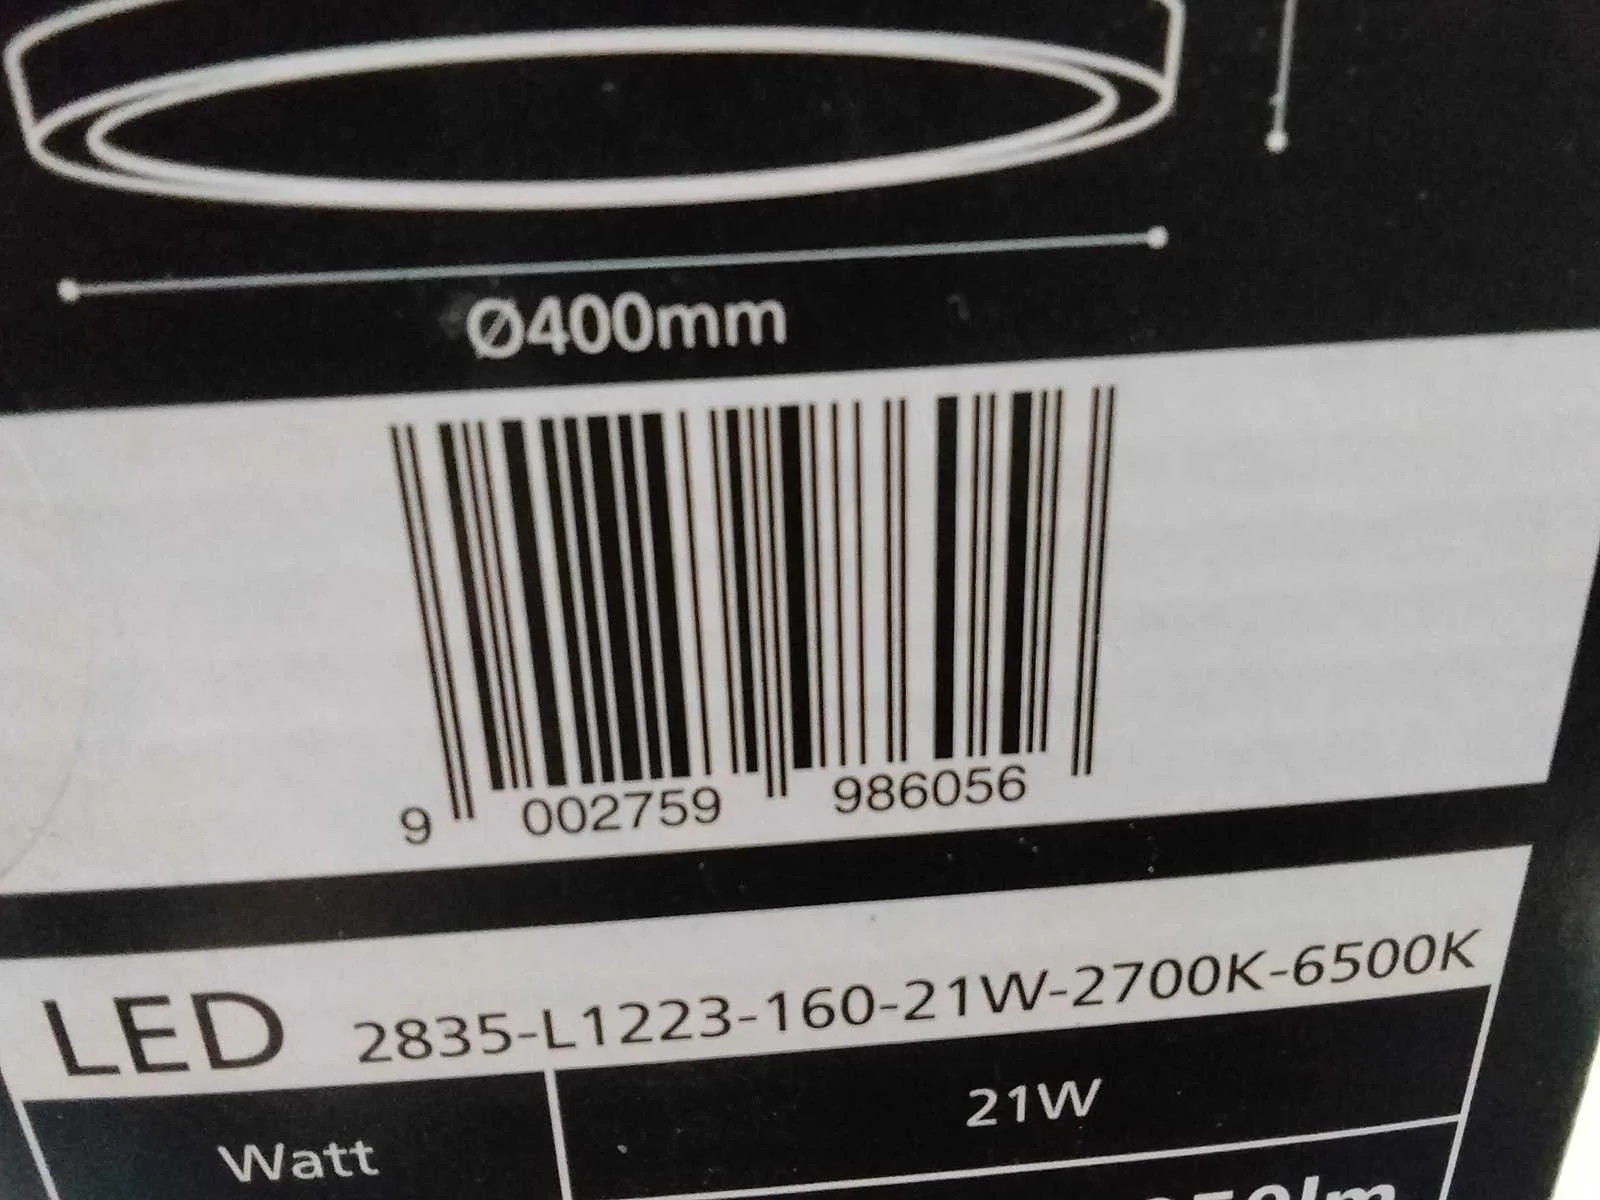 Ø400mm
9 002759 986056
LED 2835-L1223-160-21W-2700K-6500K
Watt 21W